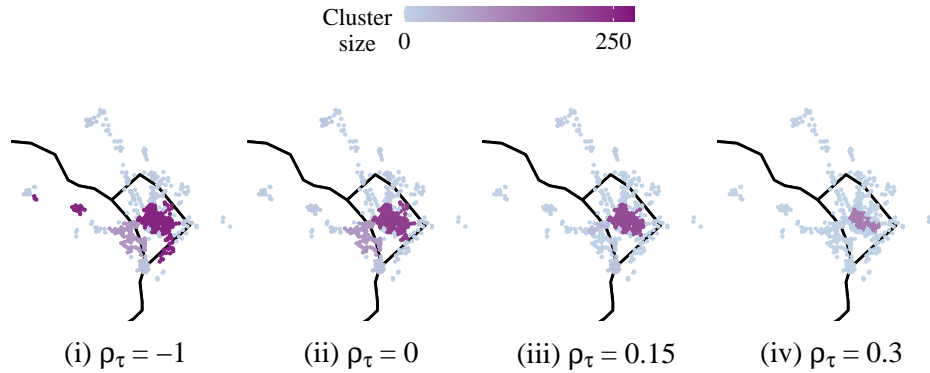 Cluster
size
0
250
(i) ρτ = −1
(ii) ρτ = 0
(iii) ρτ = 0.15
(iv) ρτ = 0.3